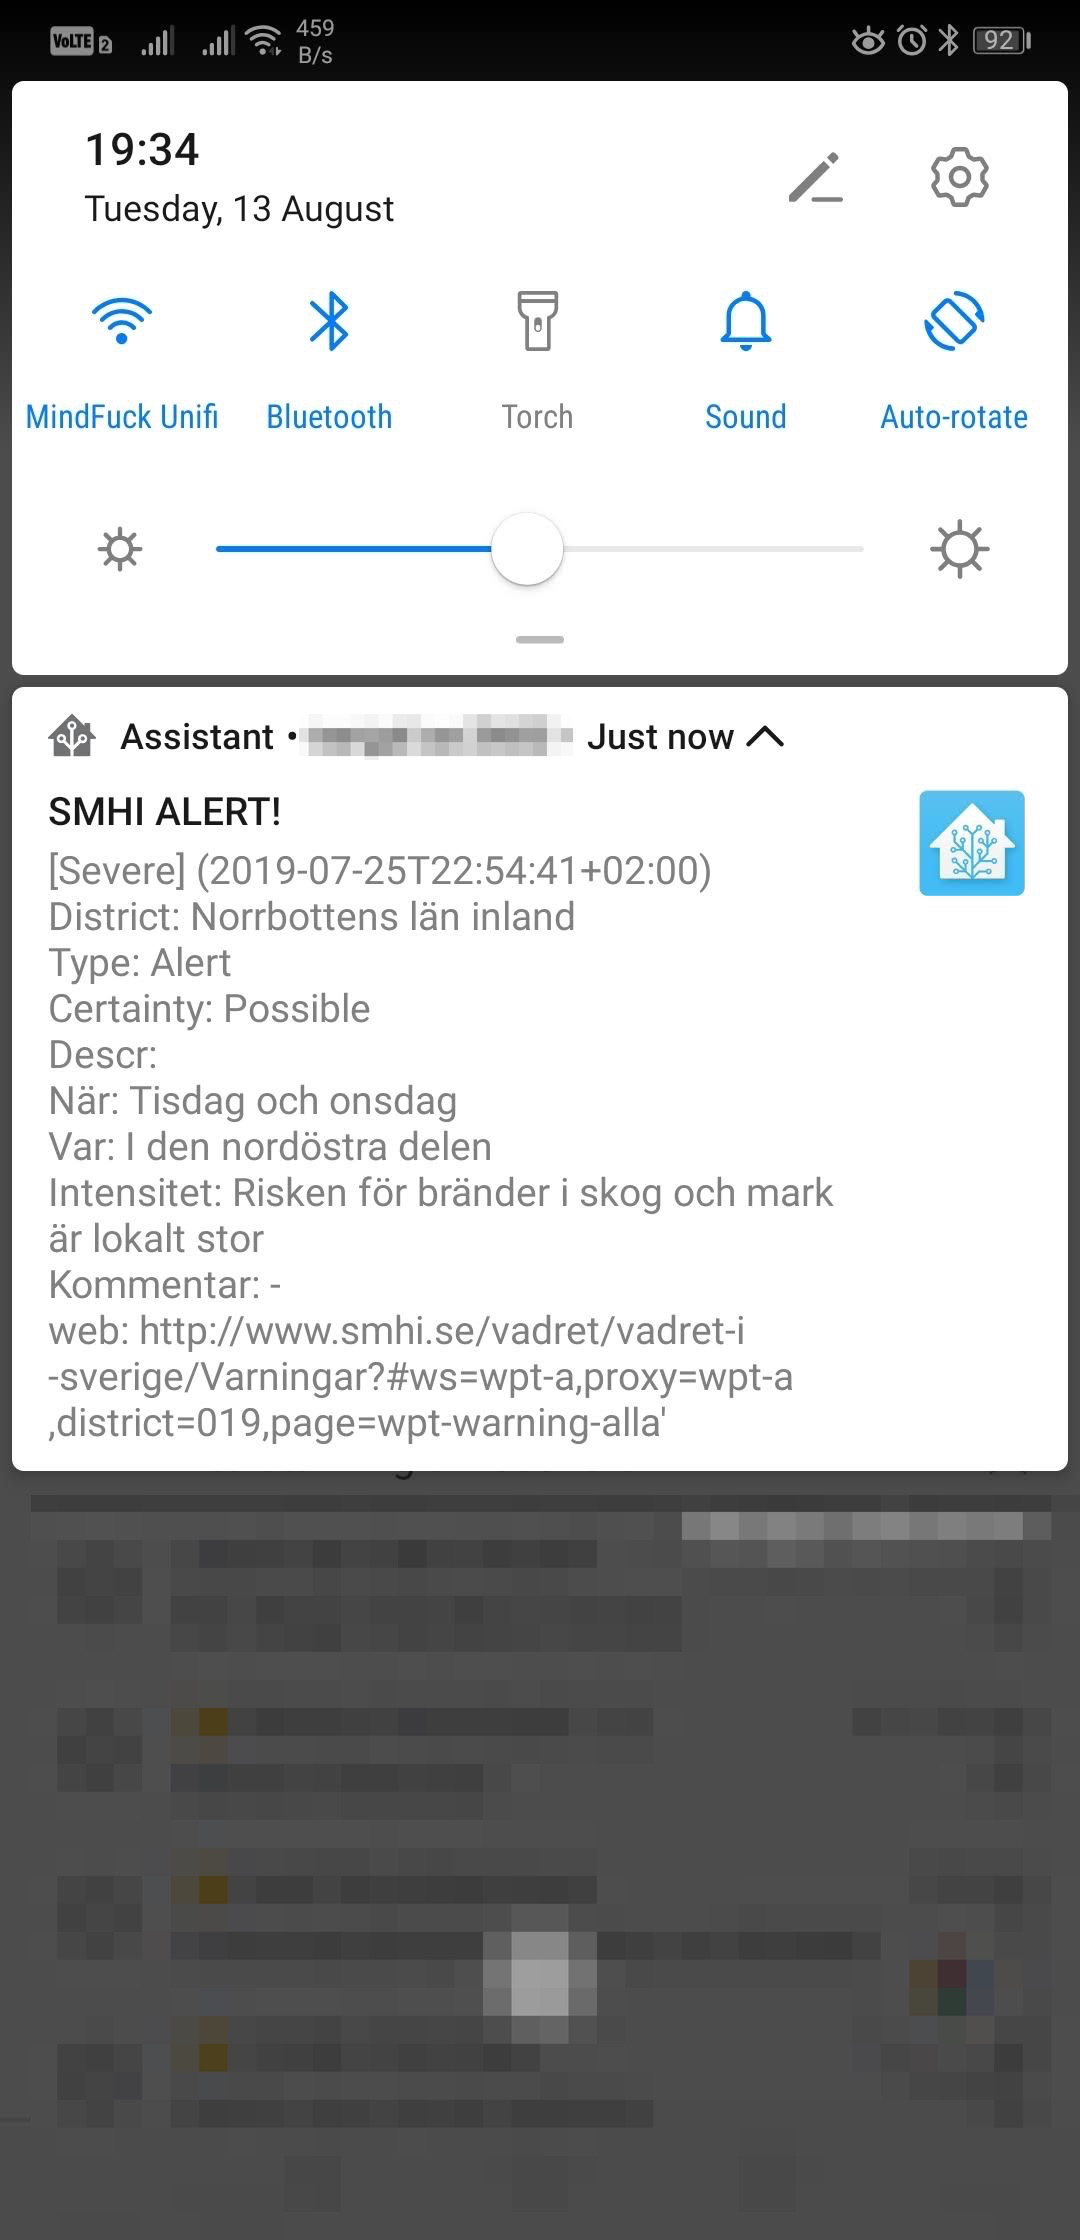 VoLTE 2 459 B/s 92
19:34
Tuesday, 13 August
MindFuck Unifi Bluetooth Torch Sound Auto-rotate
Assistant • Just now
SMHI ALERT!
[Severe] (2019-07-25T22:54:41+02:00)
District: Norrbottens län inland
Type: Alert
Certainty: Possible
Descr:
När: Tisdag och onsdag
Var: I den nordöstra delen
Intensitet: Risken för bränder i skog och mark
är lokalt stor
Kommentar: -
web: http://www.smhi.se/vadret/vadret-i
-sverige/Varningar?#ws=wpt-a,proxy=wpt-a
,district=019,page=wpt-warning-alla'